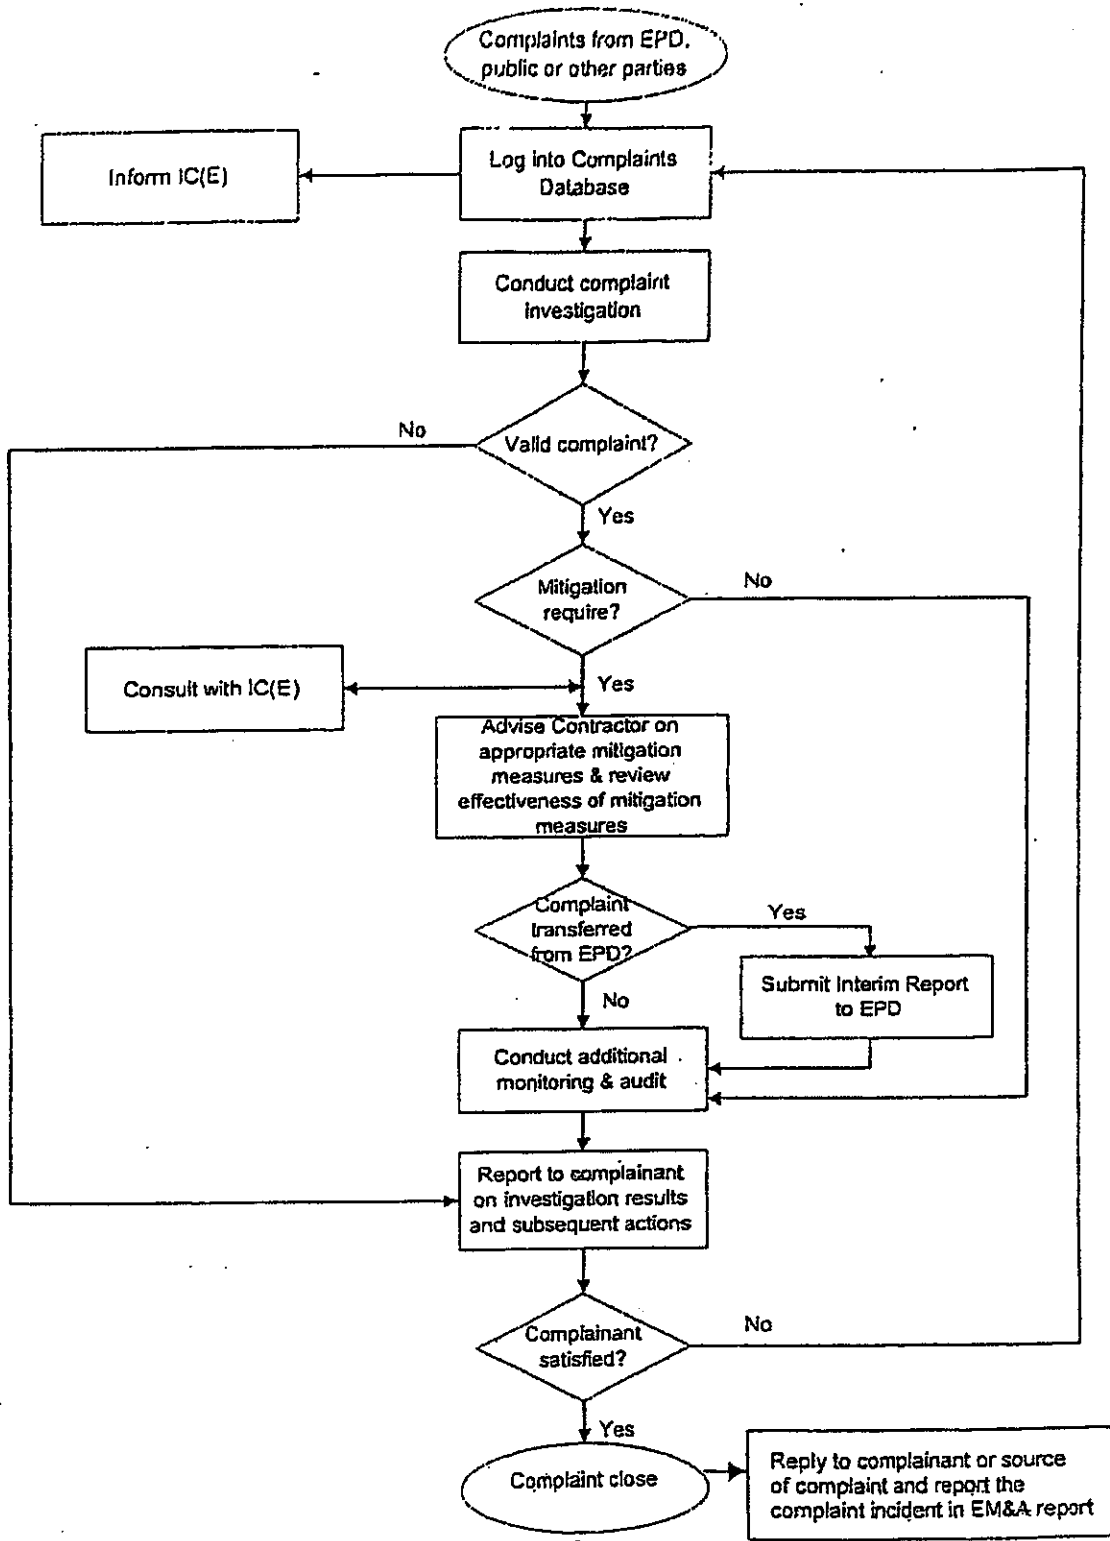 Complaints from EPD,
public or other parties
Inform IC(E)
Log into Complaints
Database
Conduct complaint
investigation
No
Valid complaint?
Yes
Mitigation
require?
No
Consult with IC(E)
Yes
Advise Contractor on
appropriate mitigation
measures & review
effectiveness of mitigation
measures
Complaint
transferred
from EPD?
Yes
Submit Interim Report
to EPD
No
Conduct additional
monitoring & audit
Report to complainant
on investigation results
and subsequent actions
Complainant
satisfied?
No
Yes
Complaint close
Reply to complainant or source
of complaint and report the
complaint incident in EM&A report